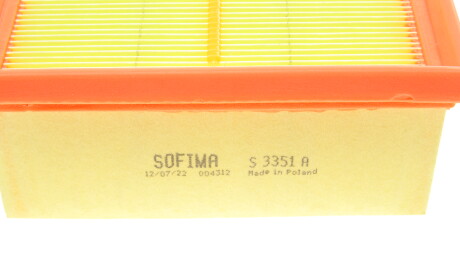 SOFIMA S 3351 A
12/07/22 004312 Made in Poland